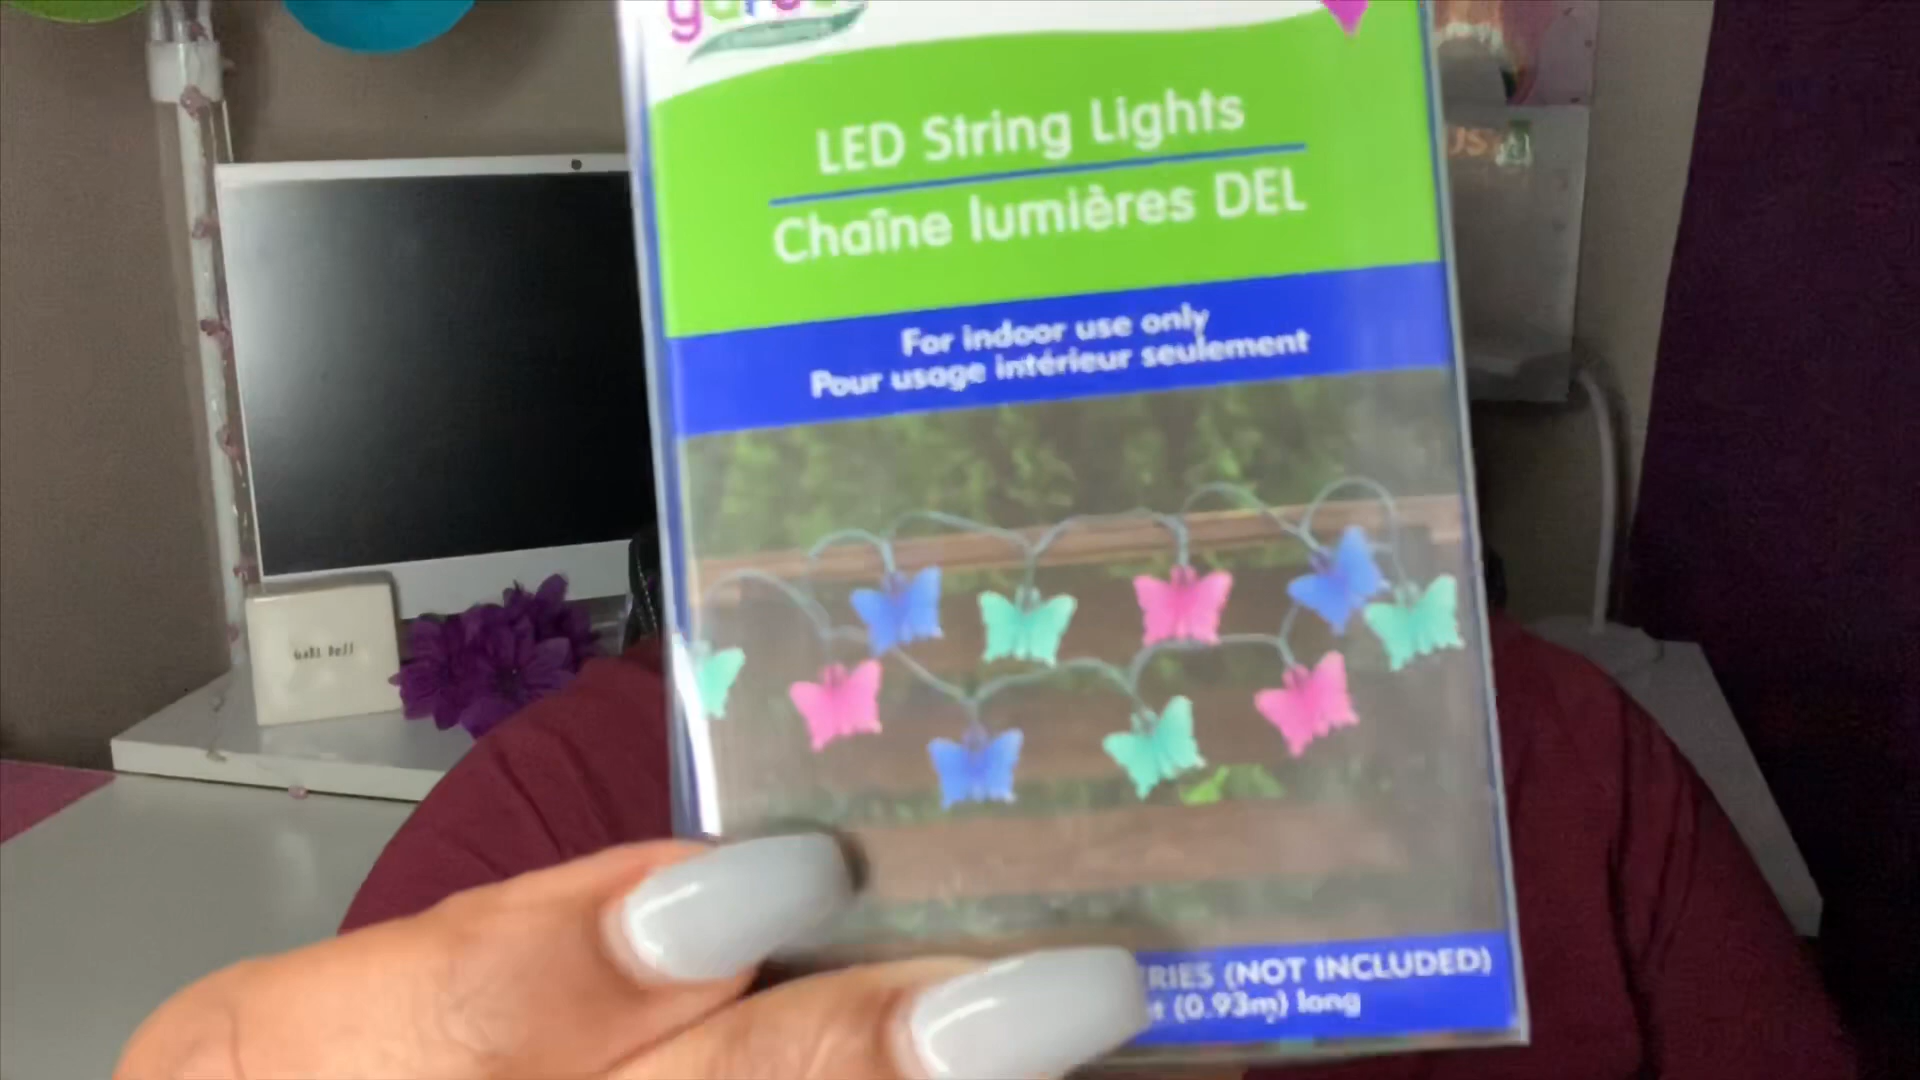 LED String Lights
Chaîne lumières DEL
For indoor use only
Pour usage intérieur seulement
(NOT INCLUDED)
(0.93m) long